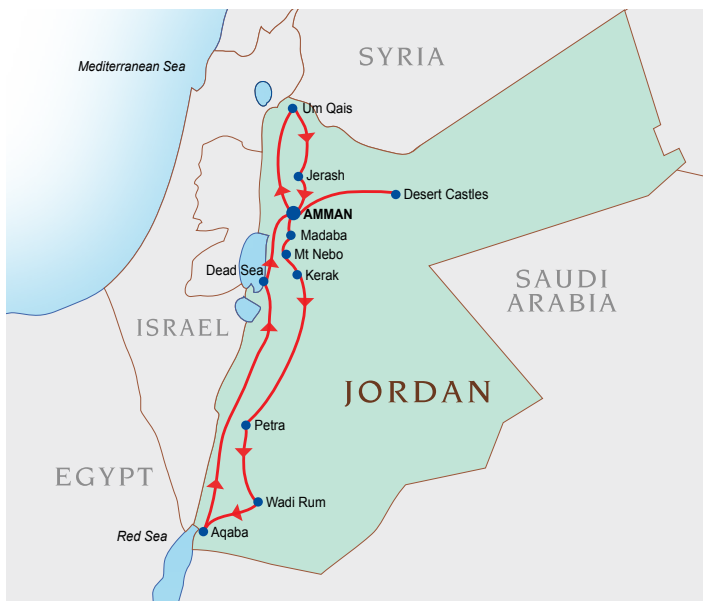 SYRIA
Mediterranean Sea
Um Qais
Jerash
Desert Castles
AMMAN
Madaba
Mt Nebo
Dead Sea
Kerak
SAUDI
ARABIA
ISRAEL
JORDAN
Petra
EGYPT
Wadi Rum
Aqaba
Red Sea